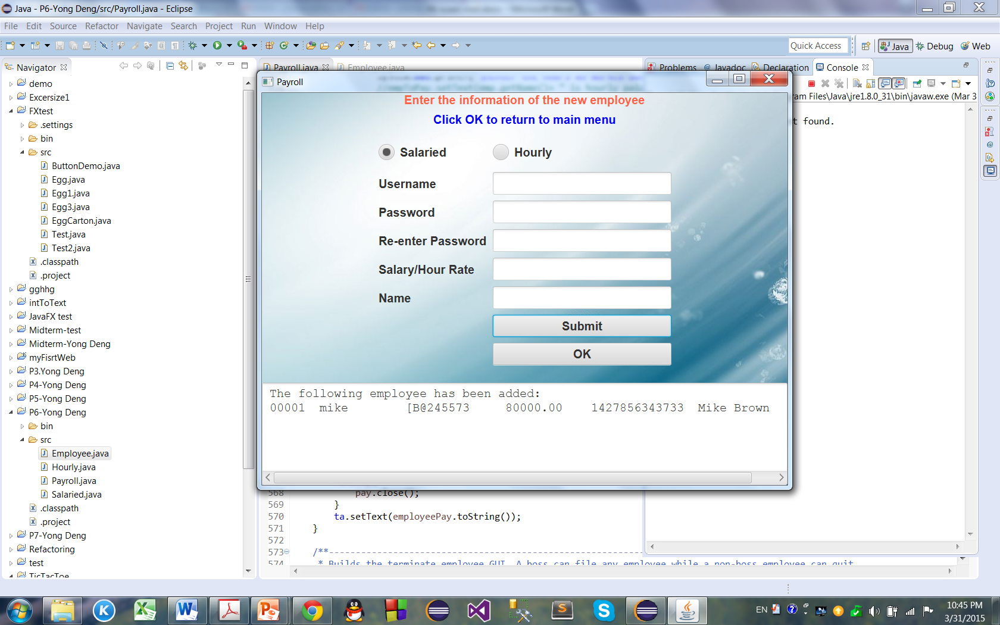 Java - P6-Yong Deng/src/Payroll.java - Eclipse
File Edit Source Refactor Navigate Search Project Run Window Help
Quick Access Java Debug Web
Navigator
demo
Excersize1
FXtest
.settings
bin
src
ButtonDemo.java
Egg.java
Egg1.java
Egg3.java
EggCarton.java
Test.java
Test2.java
.classpath
.project
gghhg
intToText
JavaFX test
Midterm-test
Midterm-Yong Deng
myFisrtWeb
P3.Yong Deng
P4-Yong Deng
P5-Yong Deng
P6-Yong Deng
bin
src
Employee.java
Hourly.java
Payroll.java
Salaried.java
.classpath
.project
P7-Yong Deng
Refactoring
test
TicTacToe
Payroll.java Employee.java
Problems @ Javadoc Declaration Console
ram Files\Java\jre1.8.0_31\bin\javaw.exe (Mar 3
t found.
Payroll
Enter the information of the new employee
Click OK to return to main menu
Salaried Hourly
Username
Password
Re-enter Password
Salary/Hour Rate
Name
Submit
OK
The following employee has been added:
00001 mike [B@245573 80000.00 1427856343733 Mike Brown
568 pay.close();
569 }
570 ta.setText(employeePay.toString());
571 }
572
573 /**------------------------------------------------------
574 * Builds the terminate employee GUI. A boss can file any employee while a non-boss employee can quit
EN
10:45 PM
3/31/2015